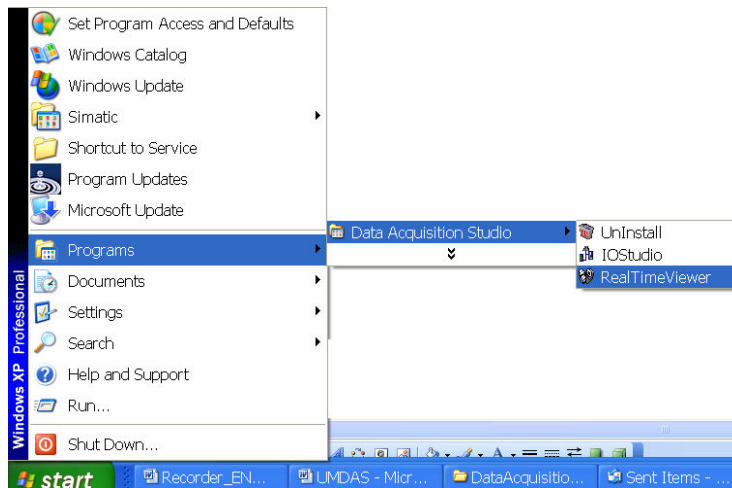 Set Program Access and Defaults
Windows Catalog
Windows Update
Simatic
Shortcut to Service
Program Updates
Microsoft Update
Programs
Documents
Settings
Search
Help and Support
Run...
Shut Down...
Windows XP Professional
Data Acquisition Studio
UnInstall
IOStudio
RealTimeViewer
start
Recorder_EN...
UMDAS - Micr...
DataAcquisitio...
Sent Items - ...